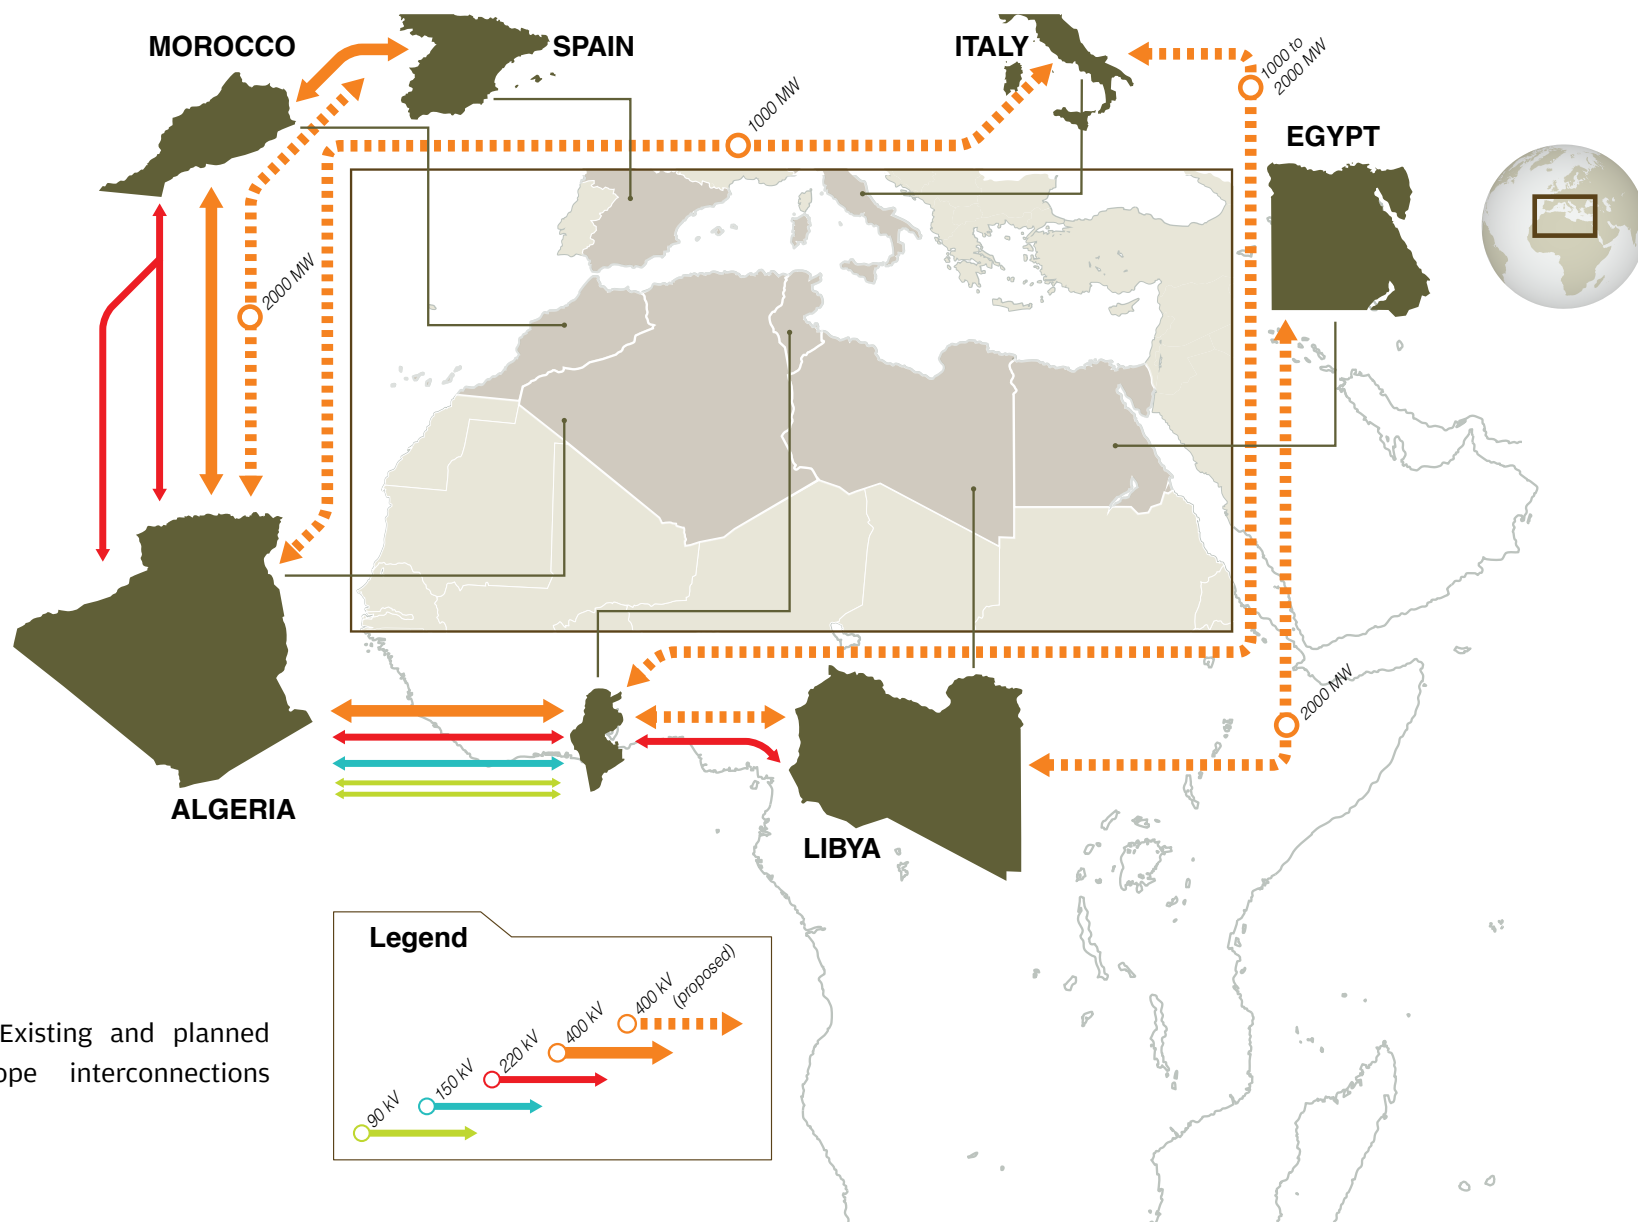 MOROCCO
SPAIN
ITALY
1000 to
2000 MW
1000 MW
EGYPT
2000 MW
2000 MW
ALGERIA
LIBYA
Legend
400 kV
(proposed)
400 kV
220 kV
150 kV
90 kV
Existing and planned
ope interconnections